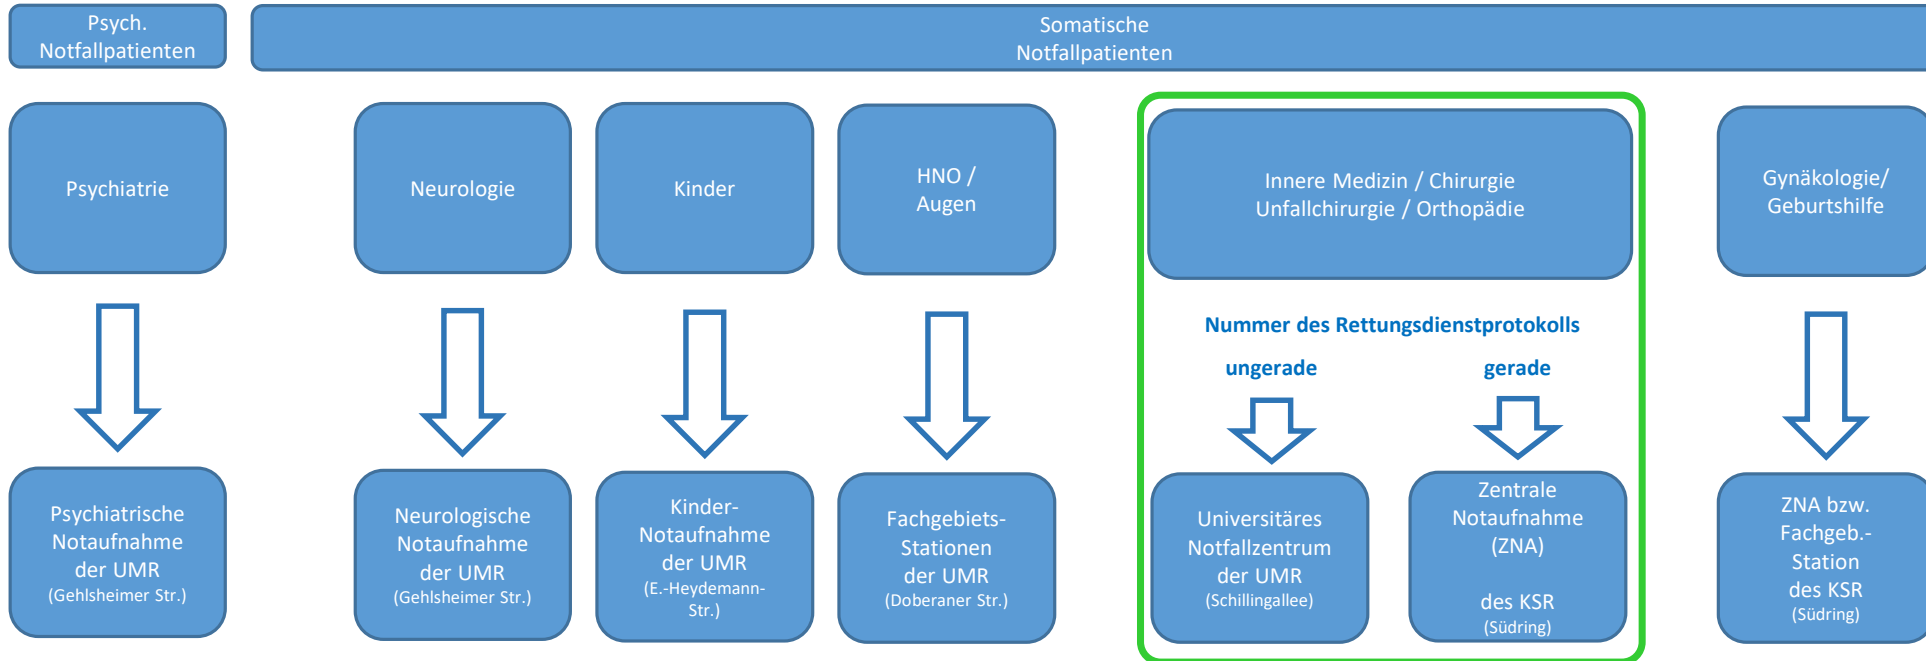 Psych.
Notfallpatienten
Somatische
Notfallpatienten
Psychiatrie
Neurologie
Kinder
HNO /
Augen
Innere Medizin / Chirurgie
Unfallchirurgie / Orthopädie
Gynäkologie/
Geburtshilfe
Nummer des Rettungsdienstprotokolls
ungerade
gerade
Psychiatrische
Notaufnahme
der UMR
(Gehlsheimer Str.)
Neurologische
Notaufnahme
der UMR
(Gehlsheimer Str.)
Kinder-
Notaufnahme
der UMR
(E.-Heydemann-
Str.)
Fachgebiets-
Stationen
der UMR
(Doberaner Str.)
Universitäres
Notfallzentrum
der UMR
(Schillingallee)
Zentrale
Notaufnahme
(ZNA)
des KSR
(Südring)
ZNA bzw.
Fachgeb.-
Station
des KSR
(Südring)